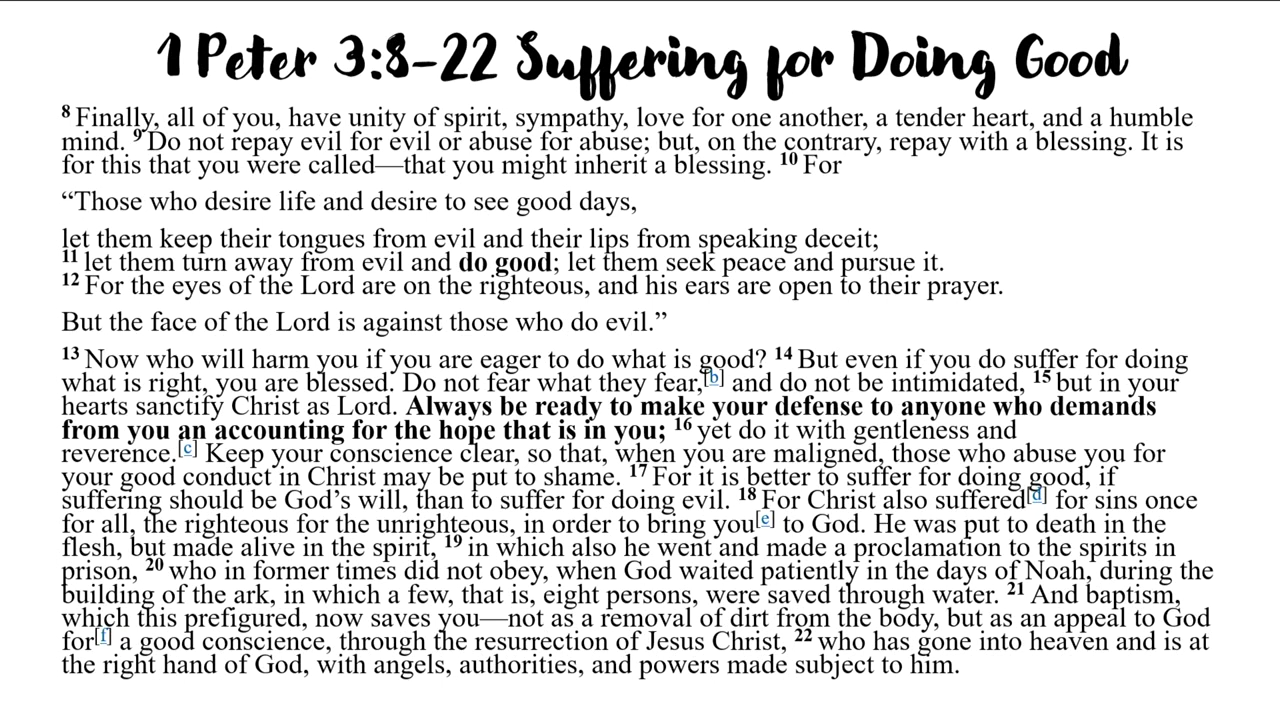 1 Peter 3:8-22 Suffering for Doing Good
8 Finally, all of you, have unity of spirit, sympathy, love for one another, a tender heart, and a humble
mind. 9 Do not repay evil for evil or abuse for abuse; but, on the contrary, repay with a blessing. It is
for this that you were called—that you might inherit a blessing. 10 For
“Those who desire life and desire to see good days,
let them keep their tongues from evil and their lips from speaking deceit;
11 let them turn away from evil and do good; let them seek peace and pursue it.
12 For the eyes of the Lord are on the righteous, and his ears are open to their prayer.
But the face of the Lord is against those who do evil.”
13 Now who will harm you if you are eager to do what is good? 14 But even if you do suffer for doing
what is right, you are blessed. Do not fear what they fear,[b] and do not be intimidated, 15 but in your
hearts sanctify Christ as Lord. Always be ready to make your defense to anyone who demands
from you an accounting for the hope that is in you; 16 yet do it with gentleness and
reverence.[c] Keep your conscience clear, so that, when you are maligned, those who abuse you for
your good conduct in Christ may be put to shame. 17 For it is better to suffer for doing good, if
suffering should be God’s will, than to suffer for doing evil. 18 For Christ also suffered[d] for sins once
for all, the righteous for the unrighteous, in order to bring you[e] to God. He was put to death in the
flesh, but made alive in the spirit, 19 in which also he went and made a proclamation to the spirits in
prison, 20 who in former times did not obey, when God waited patiently in the days of Noah, during the
building of the ark, in which a few, that is, eight persons, were saved through water. 21 And baptism,
which this prefigured, now saves you—not as a removal of dirt from the body, but as an appeal to God
for[f] a good conscience, through the resurrection of Jesus Christ, 22 who has gone into heaven and is at
the right hand of God, with angels, authorities, and powers made subject to him.